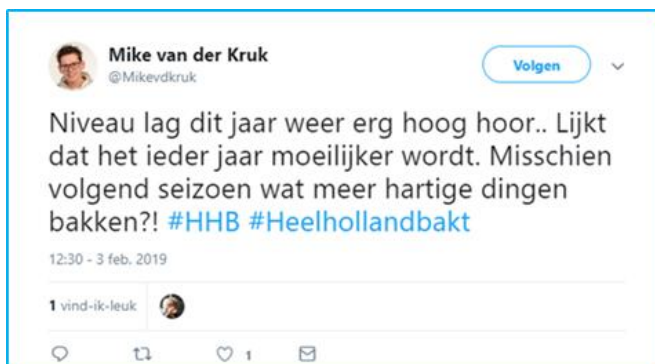 Mike van der Kruk
@Mikevdkruk
Volgen
Niveau lag dit jaar weer erg hoog hoor.. Lijkt
dat het ieder jaar moeilijker wordt. Misschien
volgend seizoen wat meer hartige dingen
bakken?! #HHB #Heelhollandbakt
12:30 - 3 feb. 2019
1 vind-ik-leuk
1